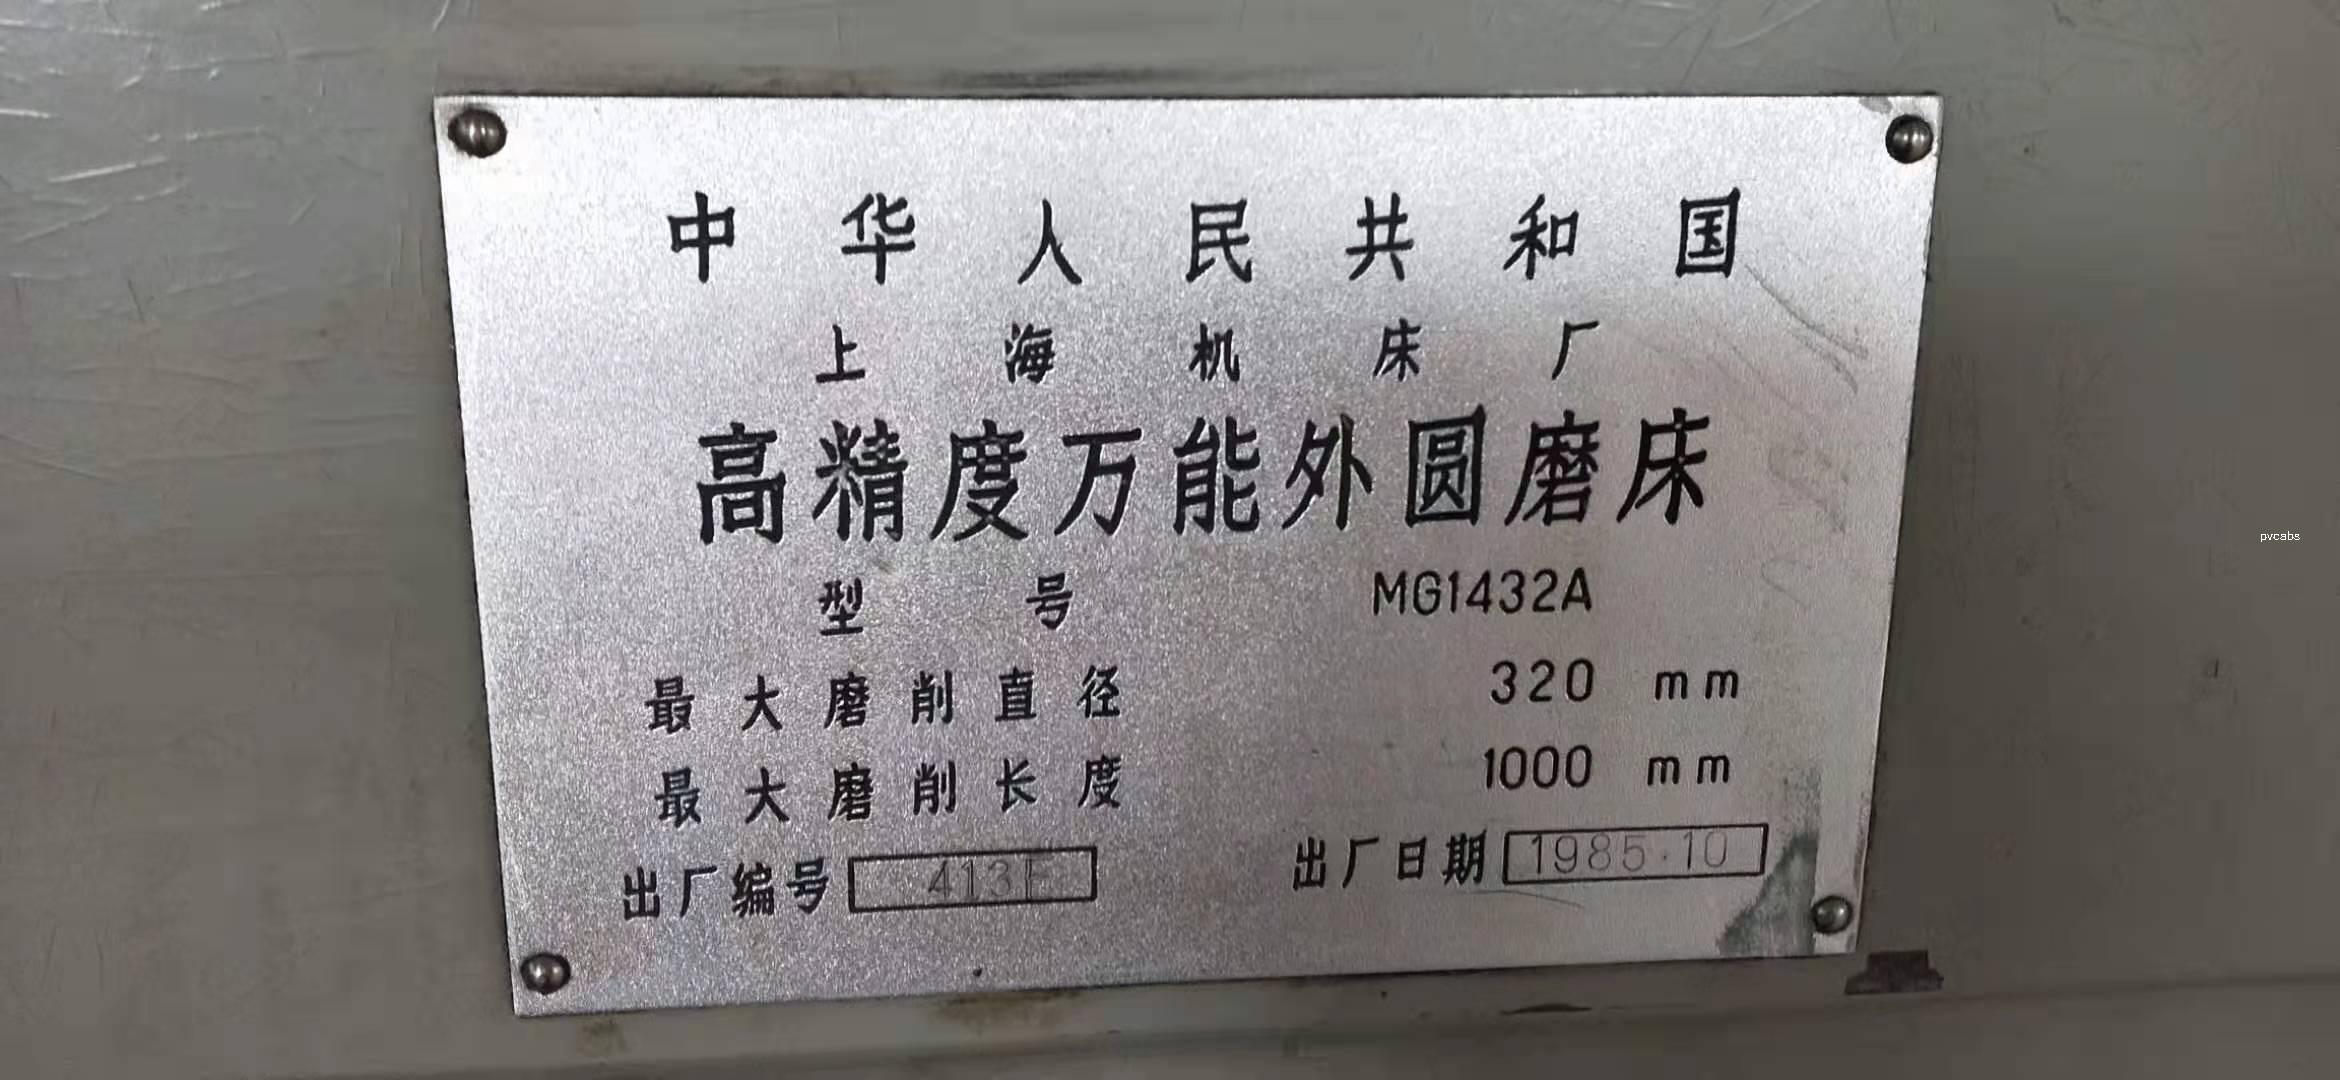 中华人民共和国
上海机床厂
高精度万能外圆磨床
型号 MG1432A
最大磨削直径 320 mm
最大磨削长度 1000 mm
出厂编号 出厂日期 1985.10
pvcabs